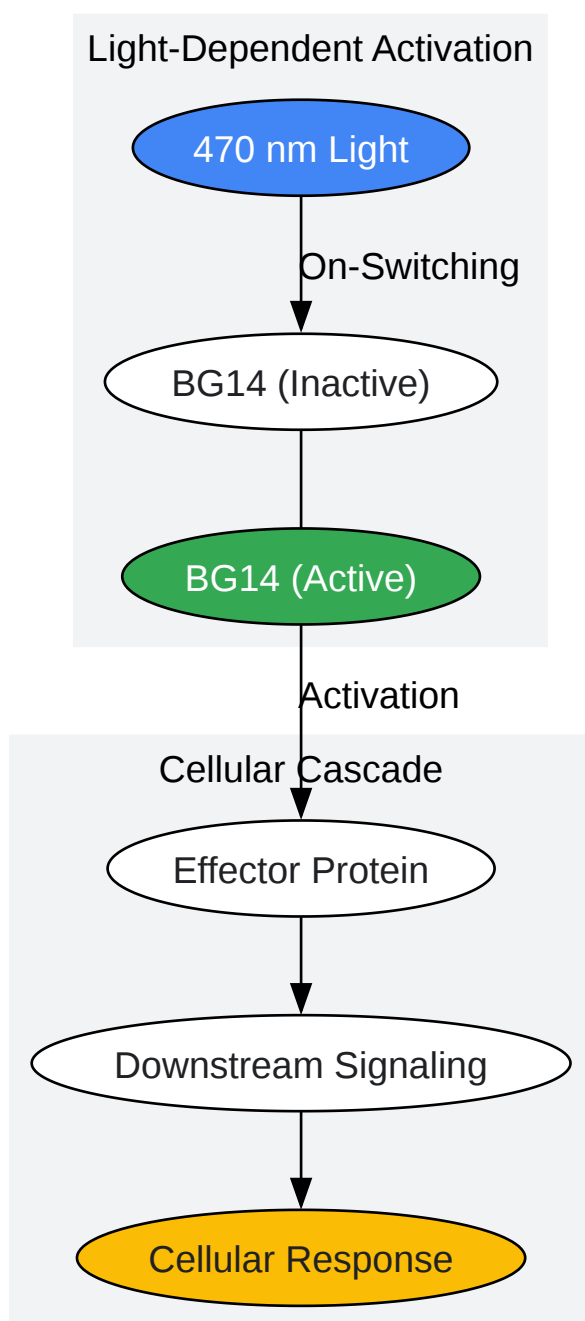 Light-Dependent Activation
470 nm Light
On-Switching
BG14 (Inactive)
BG14 (Active)
Activation
Cellular Cascade
Effector Protein
Downstream Signaling
Cellular Response